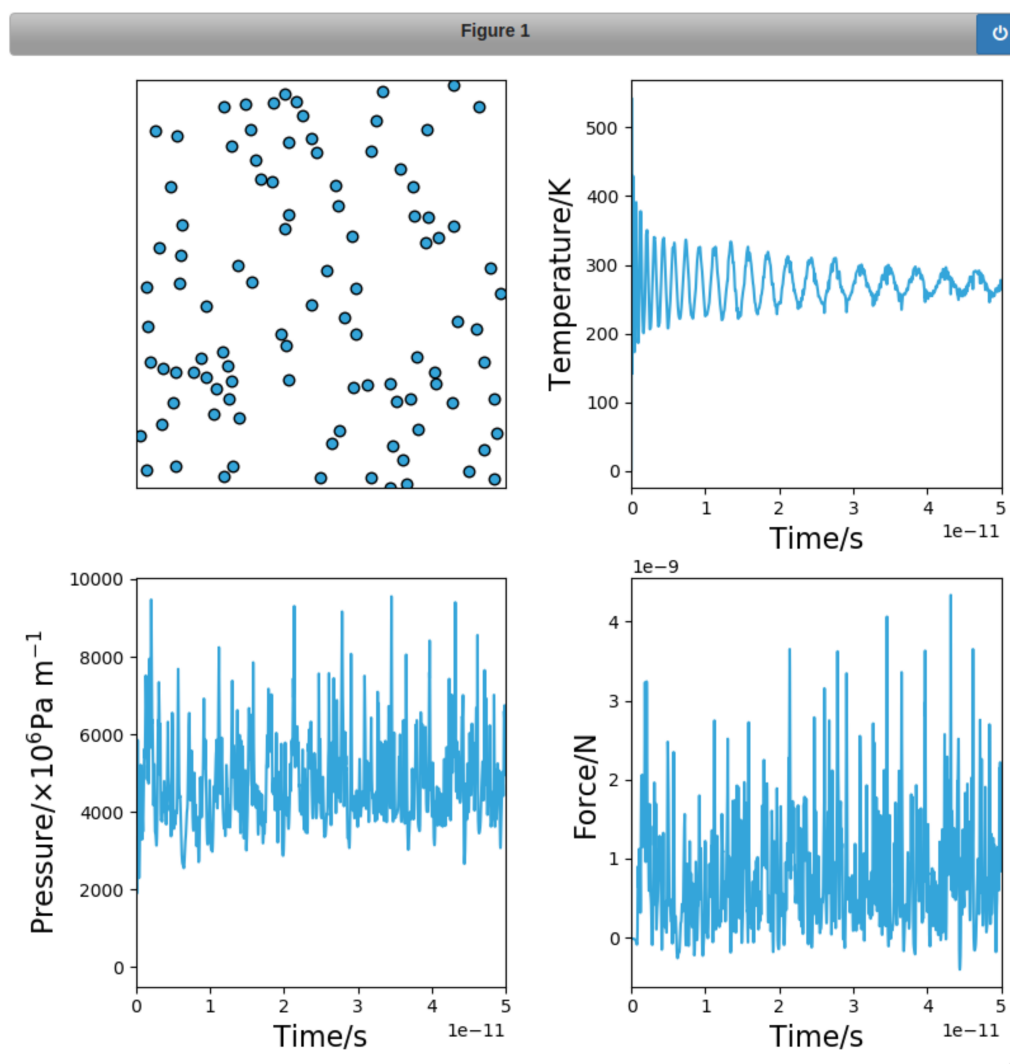 Figure 1
Temperature/K
500
400
300
200
100
0
0 1 2 3 4 5
1e−11
Time/s
Pressure/×10⁶Pa m⁻¹
10000
8000
6000
4000
2000
0
0 1 2 3 4 5
1e−11
Time/s
1e−9
Force/N
4
3
2
1
0
0 1 2 3 4 5
1e−11
Time/s